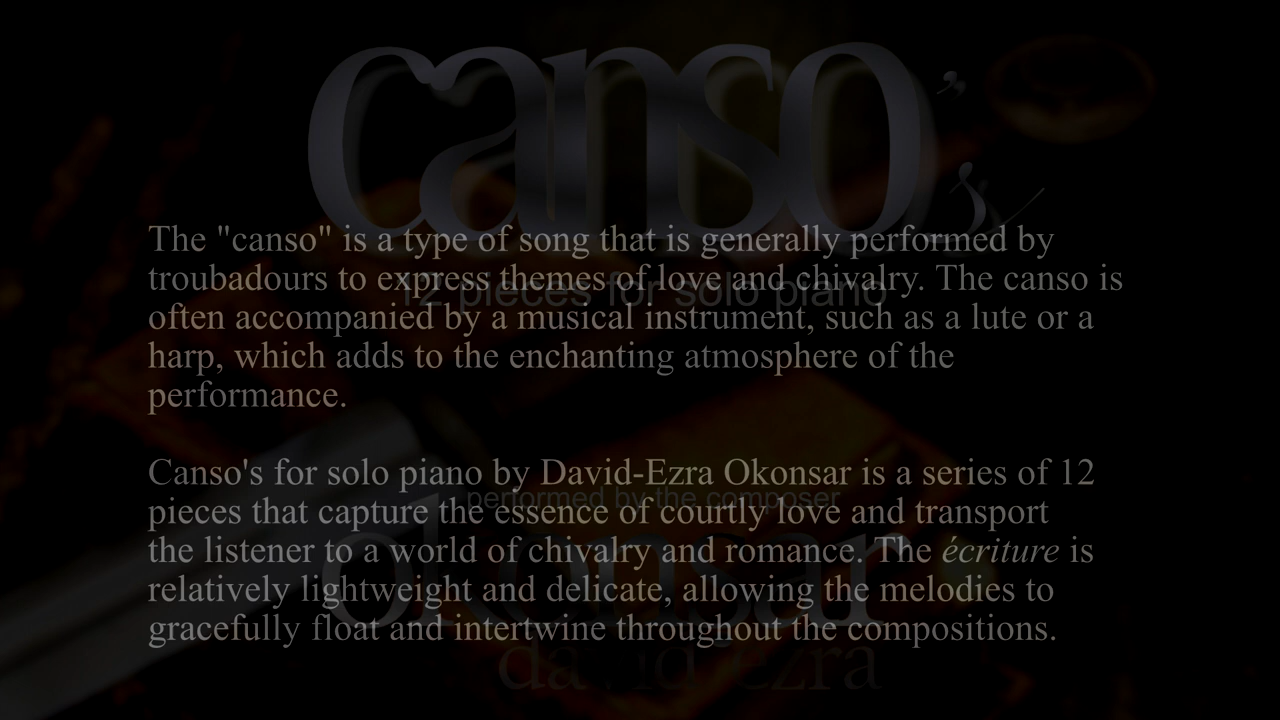 canso's
The "canso" is a type of song that is generally performed by
troubadours to express themes of love and chivalry. The canso is
12 pieces for solo piano
often accompanied by a musical instrument, such as a lute or a
harp, which adds to the enchanting atmosphere of the
performance.
Canso's for solo piano by David-Ezra Okonsar is a series of 12
performed by the composer
pieces that capture the essence of courtly love and transport
the listener to a world of chivalry and romance. The écriture is
okonsar
relatively lightweight and delicate, allowing the melodies to
gracefully float and intertwine throughout the compositions.
david ezra